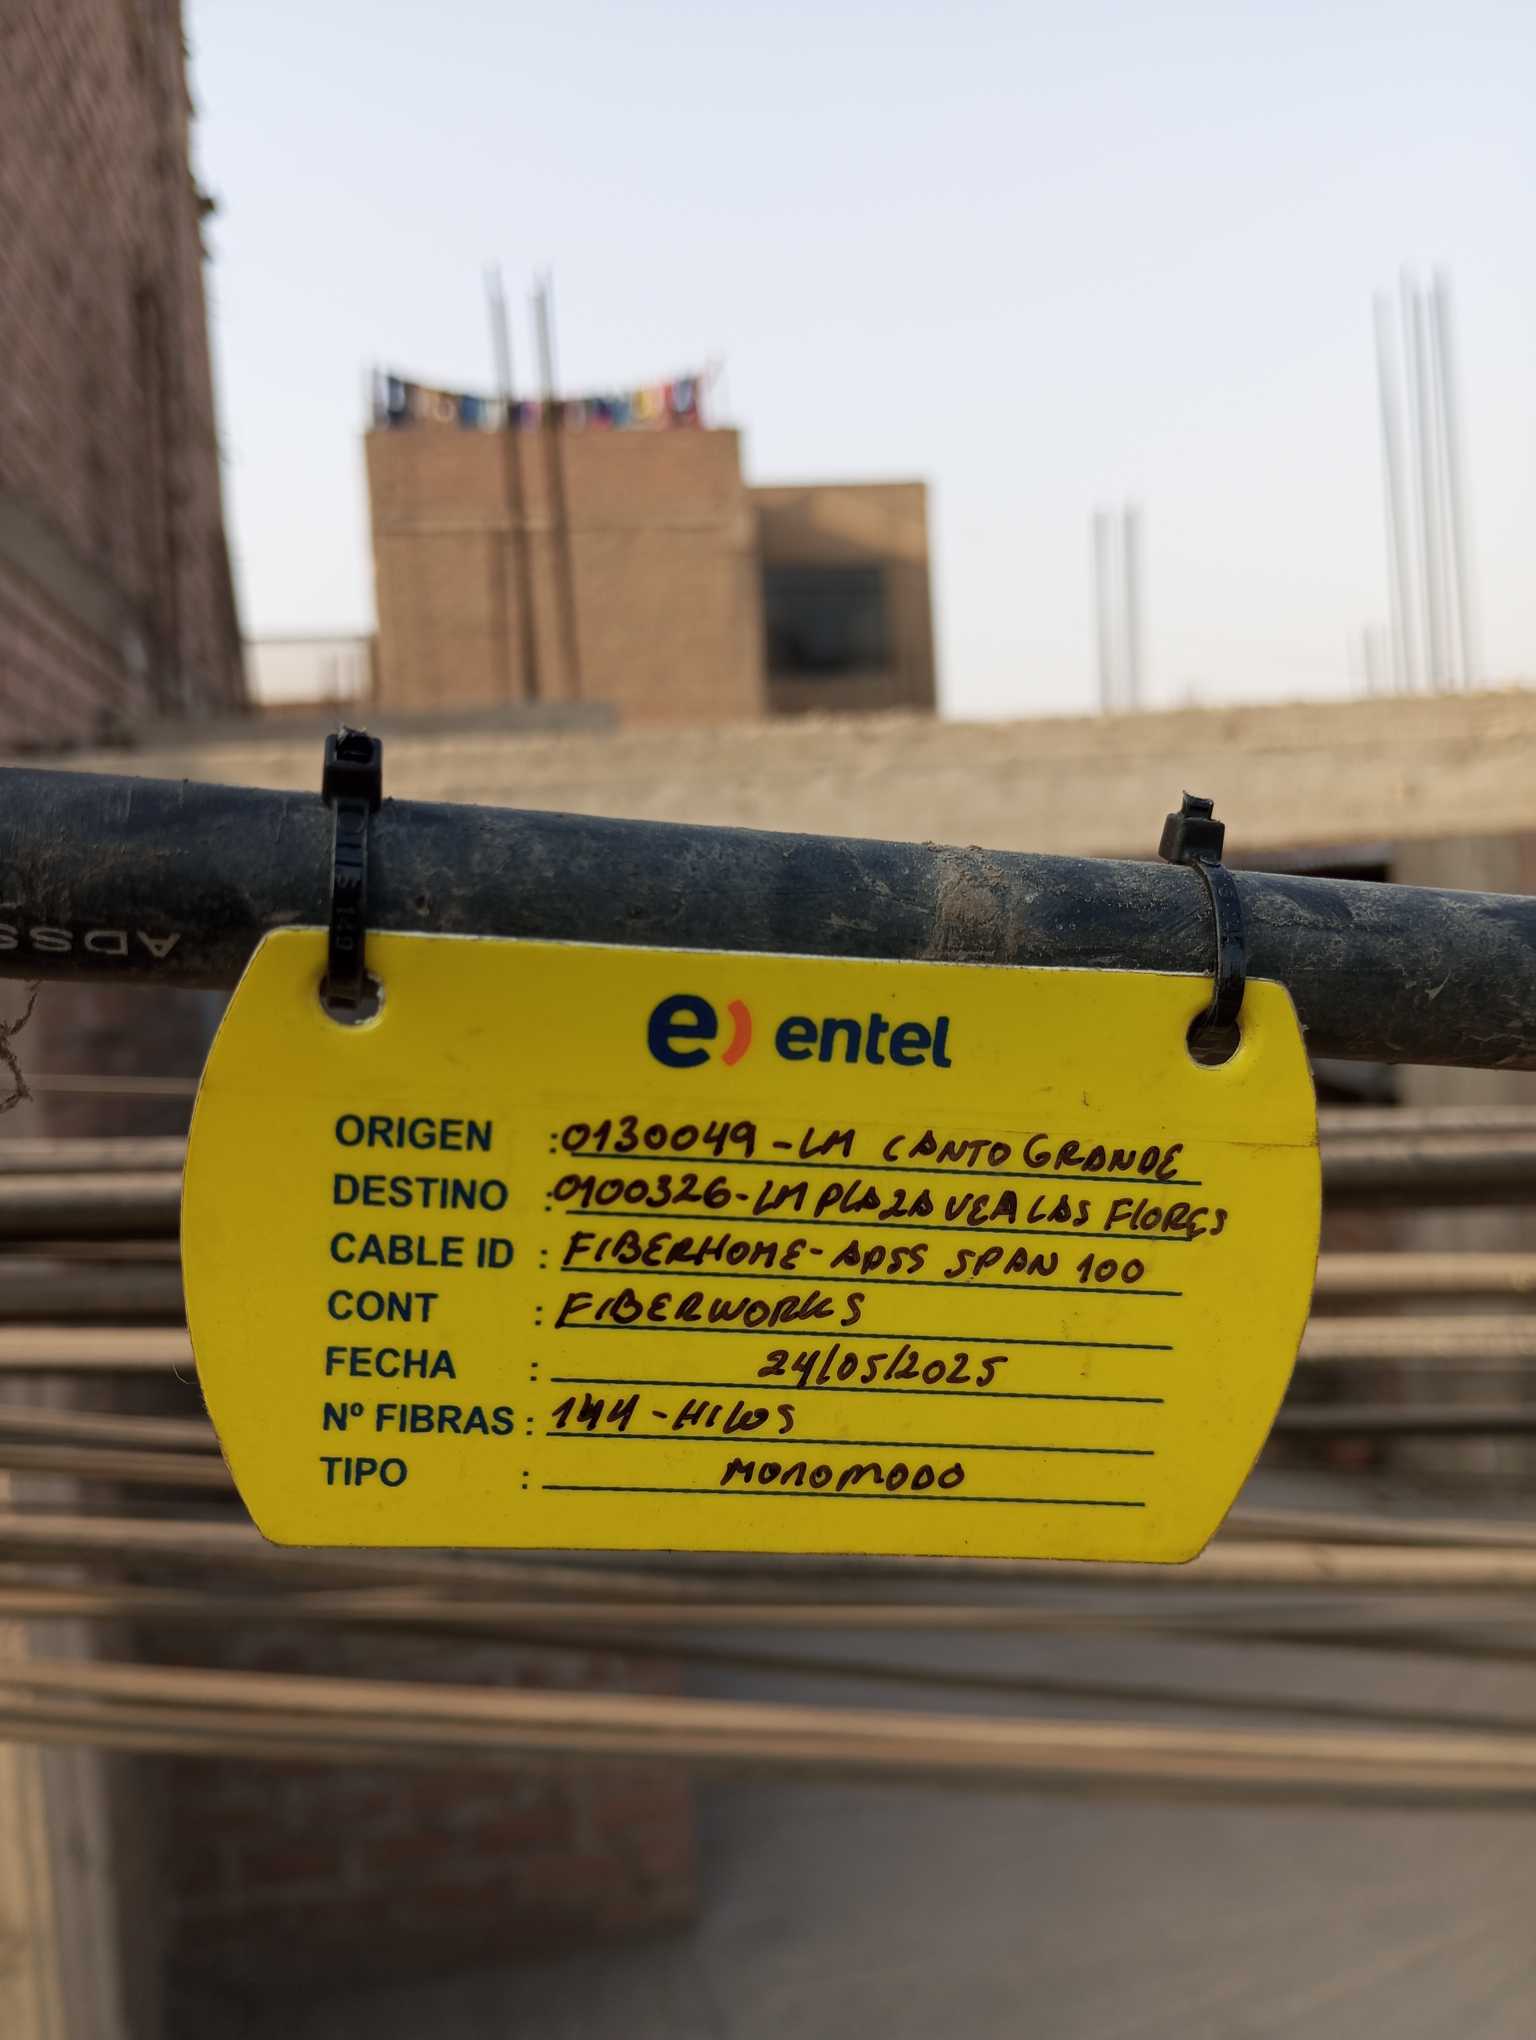 ADSS
e) entel
ORIGEN : 0130049 - LM CANTO GRANDE
DESTINO : 0100326 - LM PLAZA VEA LAS FLORES
CABLE ID : FIBERHOME - ADSS SPAN 100
CONT : FIBERWORKS
FECHA : 24/05/2025
Nº FIBRAS : 144 - HILOS
TIPO : MONOMODO